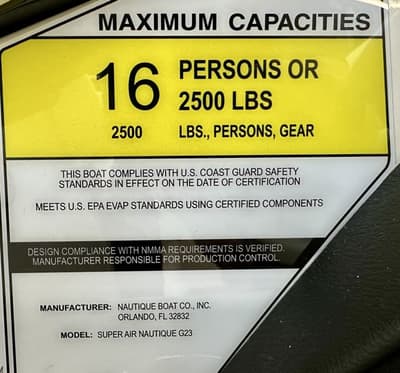 MAXIMUM CAPACITIES
16 PERSONS OR
2500 LBS
2500 LBS., PERSONS, GEAR
THIS BOAT COMPLIES WITH U.S. COAST GUARD SAFETY
STANDARDS IN EFFECT ON THE DATE OF CERTIFICATION
MEETS U.S. EPA EVAP STANDARDS USING CERTIFIED COMPONENTS
DESIGN COMPLIANCE WITH NMMA REQUIREMENTS IS VERIFIED.
MANUFACTURER RESPONSIBLE FOR PRODUCTION CONTROL.
MANUFACTURER: NAUTIQUE BOAT CO., INC.
ORLANDO, FL 32832
MODEL: SUPER AIR NAUTIQUE G23